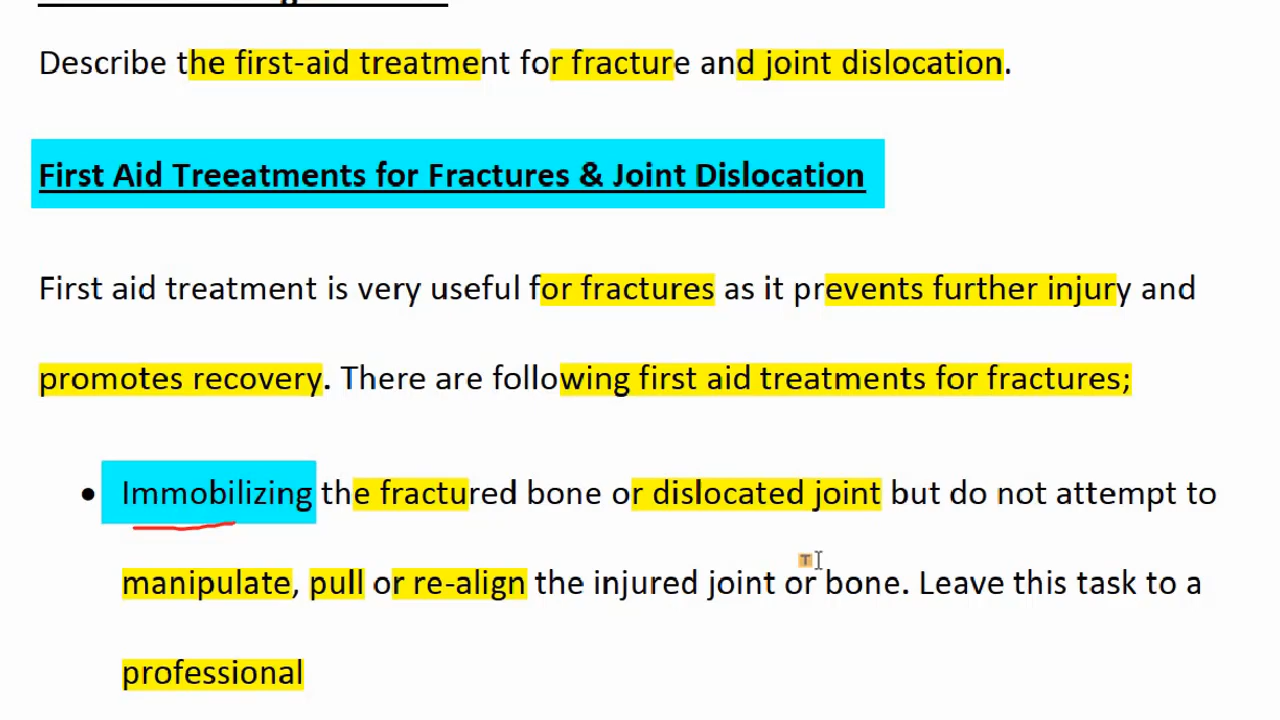 Describe the first-aid treatment for fracture and joint dislocation.
First Aid Treeatments for Fractures & Joint Dislocation
First aid treatment is very useful for fractures as it prevents further injury and
promotes recovery. There are following first aid treatments for fractures;
• Immobilizing the fractured bone or dislocated joint but do not attempt to
manipulate, pull or re-align the injured joint or bone. Leave this task to a
professional